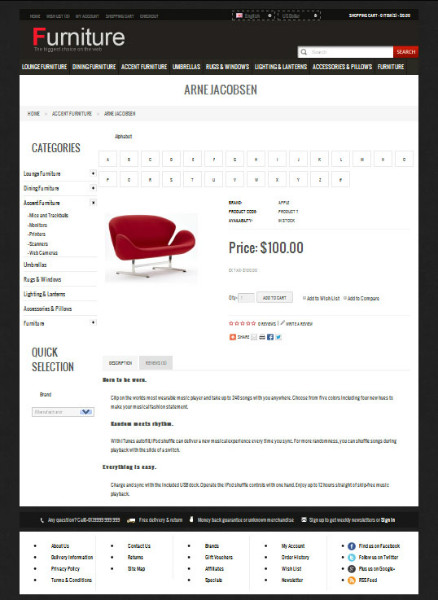 HOME WISH LIST (0) MY ACCOUNT SHOPPING CART CHECKOUT English US Dollar SHOPPING CART - 0 ITEM(S) - $0.00
Furniture
The biggest choice on the web
Search SEARCH
LOUNGE FURNITURE DINING FURNITURE ACCENT FURNITURE UMBRELLAS RUGS & WINDOWS LIGHTING & LANTERNS ACCESSORIES & PILLOWS FURNITURE
ARNE JACOBSEN
HOME ACCENT FURNITURE ARNE JACOBSEN
Alphabet
A B C D E F G H I J K L M N O
P Q R S T U V W X Y Z #
CATEGORIES
Lounge Furniture
Dining Furniture
Accent Furniture
-Mice and Trackballs
-Monitors
-Printers
-Scanners
-Web Cameras
Umbrellas
Rugs & Windows
Lighting & Lanterns
Accessories & Pillows
Furniture
BRAND: APPLE
PRODUCT CODE: PRODUCT 7
AVAILABILITY: IN STOCK
Price: $100.00
EX TAX: $100.00
Qty: 1 ADD TO CART Add to Wish List Add to Compare
0 REVIEWS | WRITE A REVIEW
SHARE
QUICK
SELECTION
Brand
Manufacturer
DESCRIPTION REVIEWS (0)
Born to be worn.
Clip on the worlds most wearable music player and take up to 240 songs with you anywhere. Choose from five colors including four new hues to
make your musical fashion statement.
Random meets rhythm.
With iTunes autofill, iPod shuffle can deliver a new musical experience every time you sync. For more randomness, you can shuffle songs during
playback with the slide of a switch.
Everything is easy.
Charge and sync with the included USB dock. Operate the iPod shuffle controls with one hand. Enjoy up to 12 hours straight of skip-free music
playback.
Free delivery & return Money back guarantee or unknown merchandise Sign up to get weekly newsletters or Sign in
About Us Contact Us Brands My Account Find us on Facebook
Delivery Information Returns Gift Vouchers Order History Follow us on Twitter
Privacy Policy Site Map Affiliates Wish List Plus us on Google+
Terms & Conditions Specials Newsletter RSS Feed